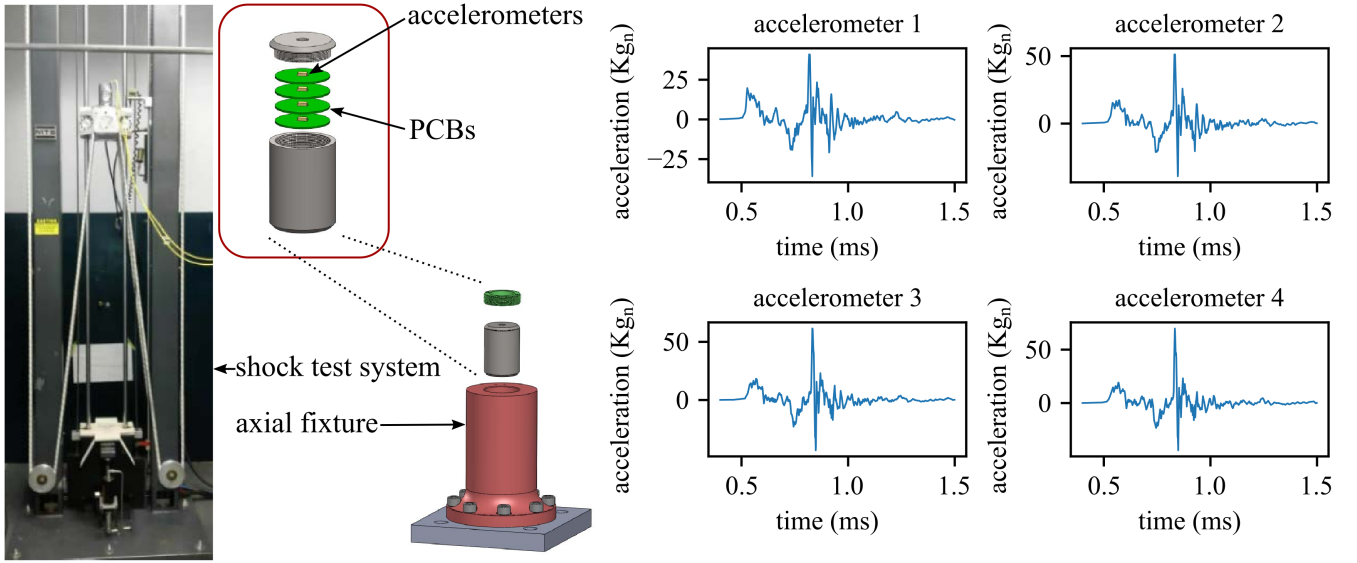 accelerometers
PCBs
shock test system
axial fixture
accelerometer 1
acceleration (Kgn)
25
0
−25
0.5 1.0 1.5
time (ms)
accelerometer 2
acceleration (Kgn)
50
0
0.5 1.0 1.5
time (ms)
accelerometer 3
acceleration (Kgn)
50
0
0.5 1.0 1.5
time (ms)
accelerometer 4
acceleration (Kgn)
50
0
0.5 1.0 1.5
time (ms)